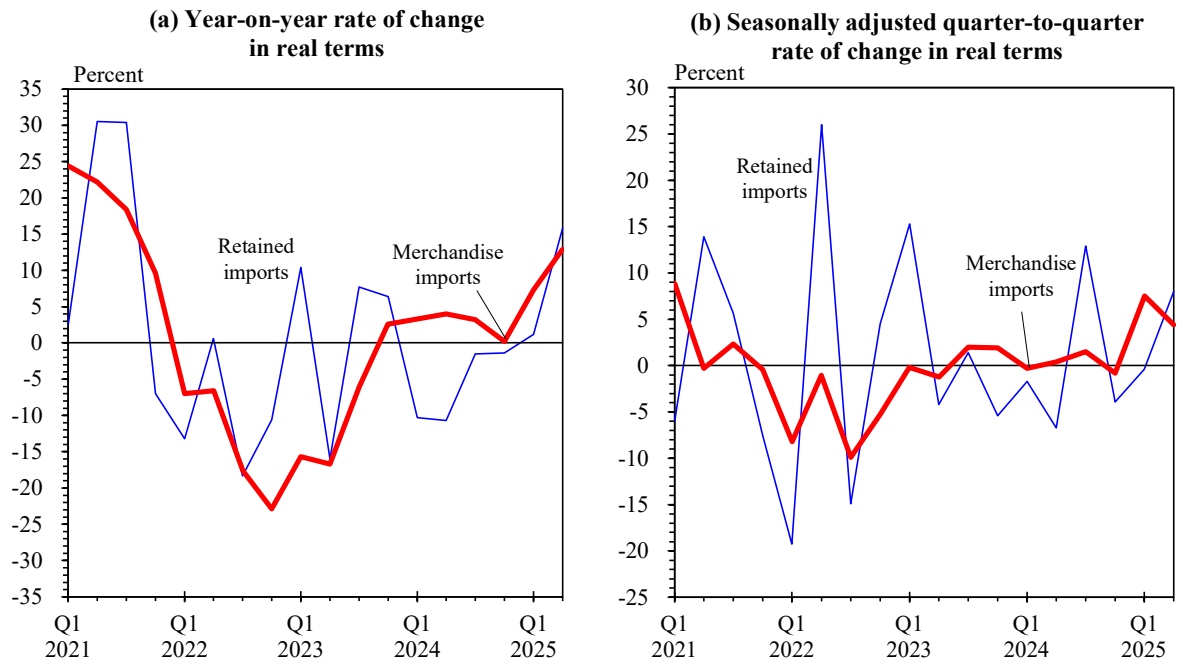 (a) Year-on-year rate of change
in real terms
Percent
35
30
25
20
15
10
5
0
-5
-10
-15
-20
-25
-30
-35
Retained
imports
Merchandise
imports
Q1
2021
Q1
2022
Q1
2023
Q1
2024
Q1
2025
(b) Seasonally adjusted quarter-to-quarter
rate of change in real terms
Percent
30
25
20
15
10
5
0
-5
-10
-15
-20
-25
Retained
imports
Merchandise
imports
Q1
2021
Q1
2022
Q1
2023
Q1
2024
Q1
2025